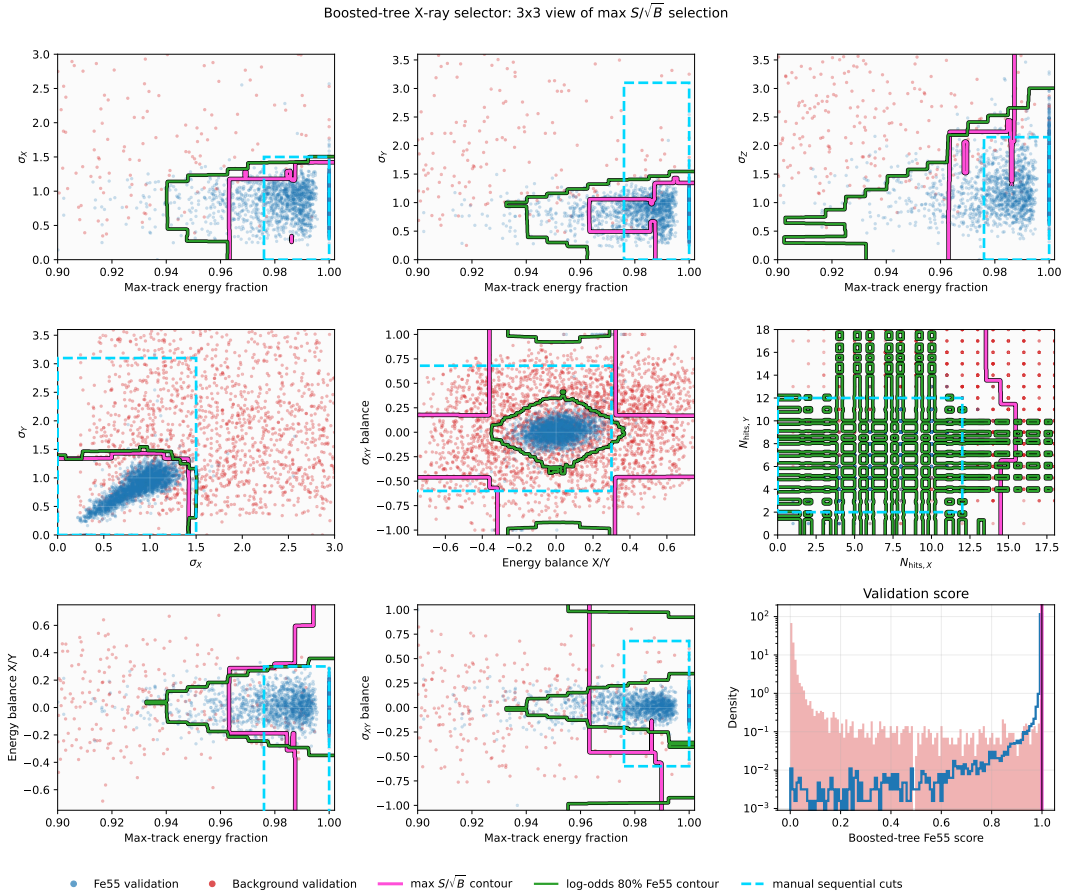 Boosted-tree X-ray selector: 3x3 view of max S/√B selection
3.0
2.5
2.0
1.5
1.0
0.5
0.0
σX
0.90 0.92 0.94 0.96 0.98 1.00
Max-track energy fraction
3.5
3.0
2.5
2.0
1.5
1.0
0.5
0.0
σY
0.90 0.92 0.94 0.96 0.98 1.00
Max-track energy fraction
3.5
3.0
2.5
2.0
1.5
1.0
0.5
0.0
σZ
0.90 0.92 0.94 0.96 0.98 1.00
Max-track energy fraction
3.5
3.0
2.5
2.0
1.5
1.0
0.5
0.0
σY
0.0 0.5 1.0 1.5 2.0 2.5 3.0
σX
1.00
0.75
0.50
0.25
0.00
−0.25
−0.50
−0.75
−1.00
σXY balance
−0.6 −0.4 −0.2 0.0 0.2 0.4 0.6
Energy balance X/Y
18
16
14
12
10
8
6
4
2
0
Nhits, Y
0.0 2.5 5.0 7.5 10.0 12.5 15.0 17.5
Nhits, X
0.6
0.4
0.2
0.0
−0.2
−0.4
−0.6
Energy balance X/Y
0.90 0.92 0.94 0.96 0.98 1.00
Max-track energy fraction
1.00
0.75
0.50
0.25
0.00
−0.25
−0.50
−0.75
−1.00
σXY balance
0.90 0.92 0.94 0.96 0.98 1.00
Max-track energy fraction
Validation score
10²
10¹
10⁰
10⁻¹
10⁻²
10⁻³
Density
0.0 0.2 0.4 0.6 0.8 1.0
Boosted-tree Fe55 score
Fe55 validation Background validation max S/√B contour log-odds 80% Fe55 contour manual sequential cuts